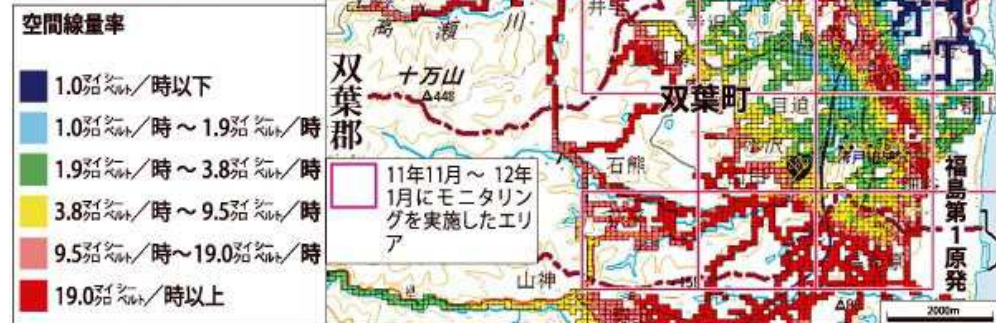 空間線量率
1.0マイクロシーベルト/時以下
1.0マイクロシーベルト/時～1.9マイクロシーベルト/時
1.9マイクロシーベルト/時～3.8マイクロシーベルト/時
3.8マイクロシーベルト/時～9.5マイクロシーベルト/時
9.5マイクロシーベルト/時～19.0マイクロシーベルト/時
19.0マイクロシーベルト/時以上
高瀬川
双葉郡
十万山
△448
双葉町
目迫
石熊
11年11月～12年
1月にモニタリン
グを実施したエリ
ア
山神
福島第1原発
2000m